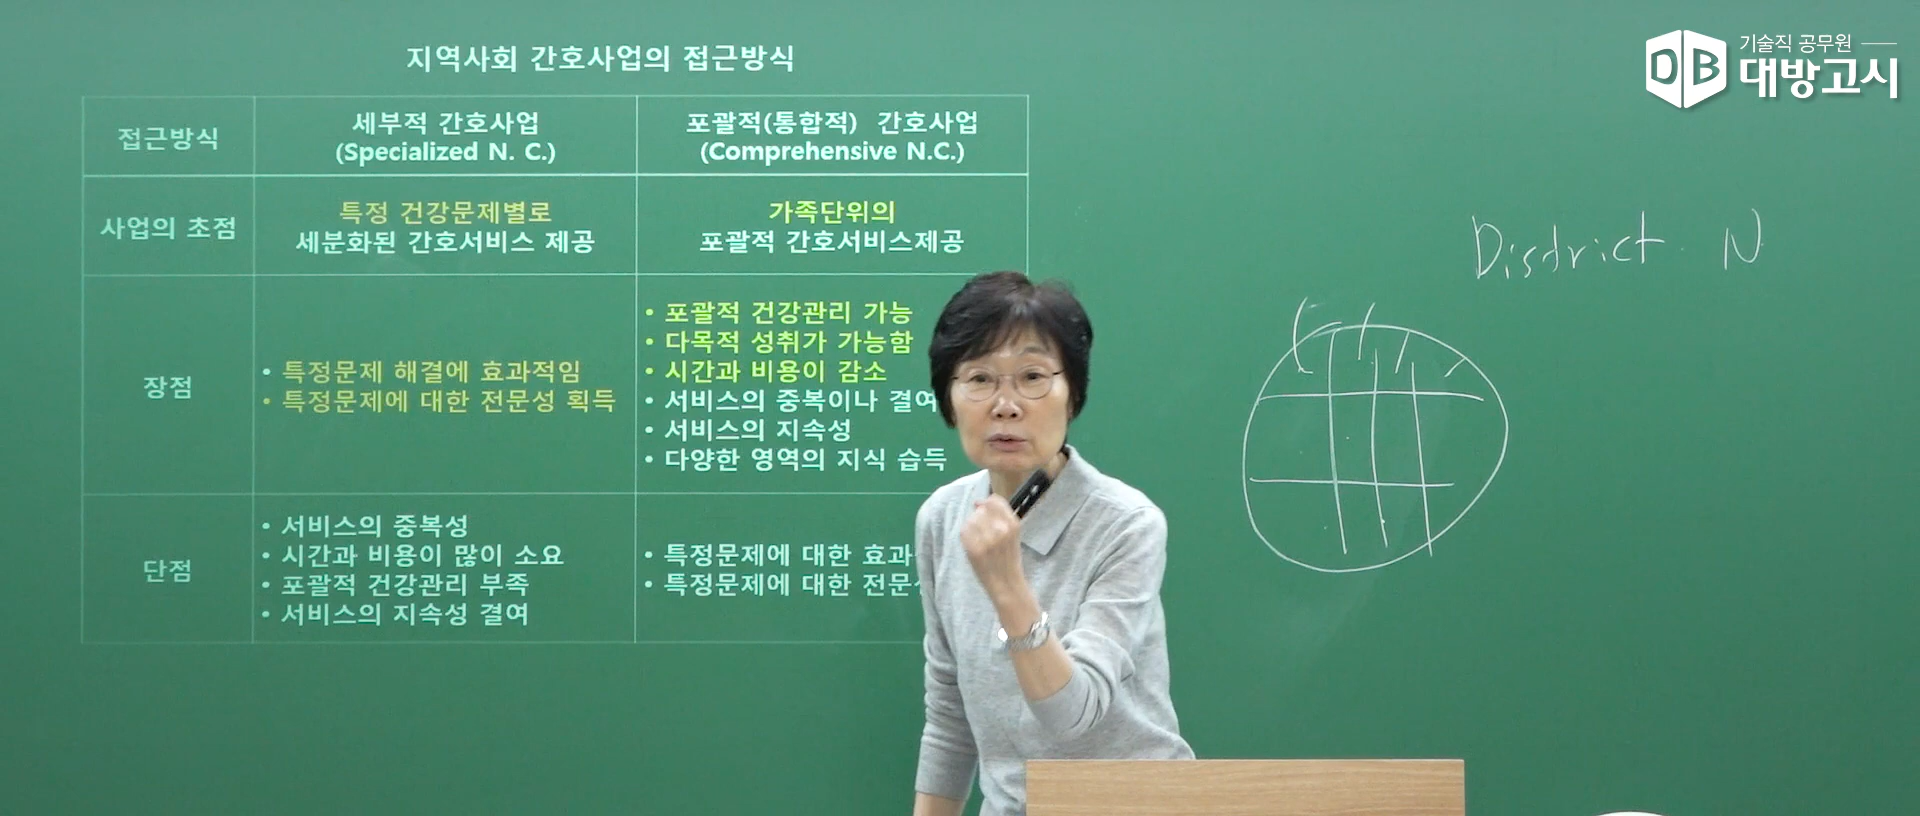 지역사회 간호사업의 접근방식
기술직 공무원
대방고시
접근방식
세부적 간호사업
(Specialized N. C.)
포괄적(통합적) 간호사업
(Comprehensive N.C.)
사업의 초점
특정 건강문제별로
세분화된 간호서비스 제공
가족단위의
포괄적 간호서비스제공
장점
• 특정문제 해결에 효과적임
• 특정문제에 대한 전문성 획득
• 포괄적 건강관리 가능
• 다목적 성취가 가능함
• 시간과 비용이 감소
• 서비스의 중복이나 결여
• 서비스의 지속성
• 다양한 영역의 지식 습득
단점
• 서비스의 중복성
• 시간과 비용이 많이 소요
• 포괄적 건강관리 부족
• 서비스의 지속성 결여
• 특정문제에 대한 효과
• 특정문제에 대한
District N